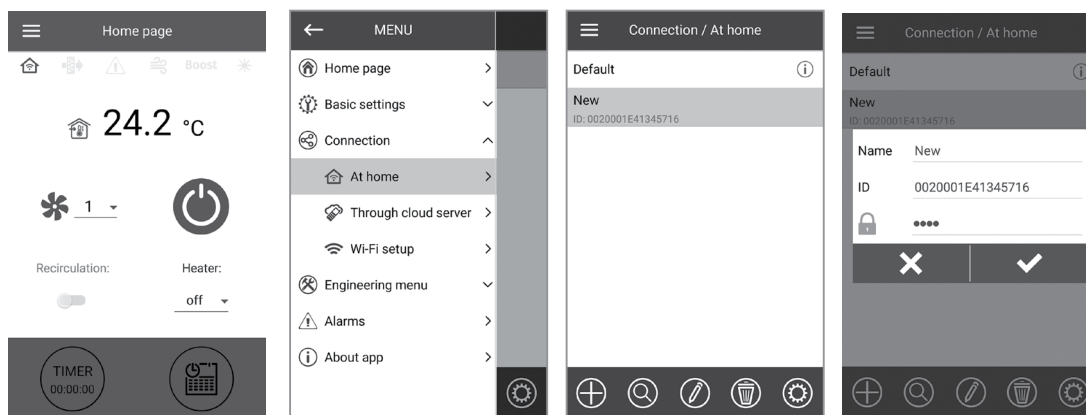 Home page
Boost
24.2 °C
1
Recirculation:
Heater:
off
TIMER
00:00:00
MENU
Home page
Basic settings
Connection
At home
Through cloud server
Wi-Fi setup
Engineering menu
Alarms
About app
Connection / At home
Default
New
ID: 0020001E41345716
Connection / At home
Default
New
ID: 0020001E41345716
Name New
ID 0020001E41345716
••••